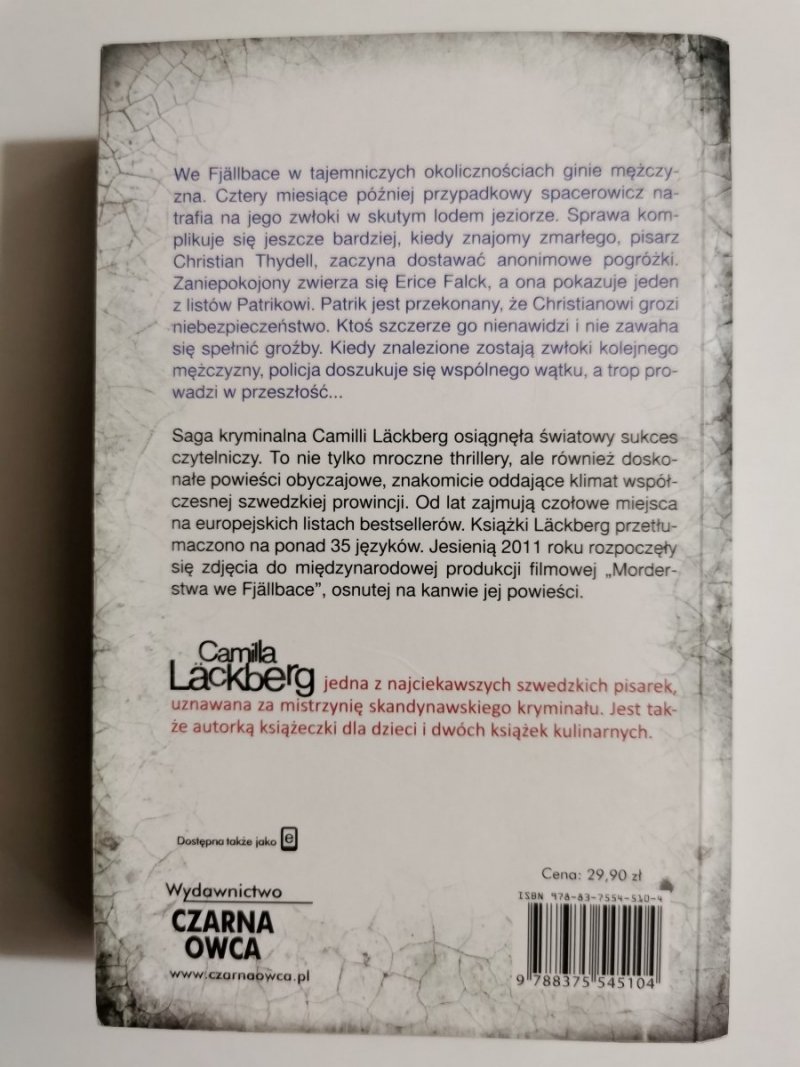 We Fjällbace w tajemniczych okolicznościach ginie mężczy-
zna. Cztery miesiące później przypadkowy spacerowicz na-
trafia na jego zwłoki w skutym lodem jeziorze. Sprawa kom-
plikuje się jeszcze bardziej, kiedy znajomy zmarłego, pisarz
Christian Thydell, zaczyna dostawać anonimowe pogróżki.
Zaniepokojony zwierza się Erice Falck, a ona pokazuje jeden
z listów Patrikowi. Patrik jest przekonany, że Christianowi grozi
niebezpieczeństwo. Ktoś szczerze go nienawidzi i nie zawaha
się spełnić groźby. Kiedy znalezione zostają zwłoki kolejnego
mężczyzny, policja doszukuje się wspólnego wątku, a trop pro-
wadzi w przeszłość...
Saga kryminalna Camilli Läckberg osiągnęła światowy sukces
czytelniczy. To nie tylko mroczne thrillery, ale również dosko-
nałe powieści obyczajowe, znakomicie oddające klimat współ-
czesnej szwedzkiej prowincji. Od lat zajmują czołowe miejsca
na europejskich listach bestsellerów. Książki Läckberg przetłu-
maczono na ponad 35 języków. Jesienią 2011 roku rozpoczęły
się zdjęcia do międzynarodowej produkcji filmowej „Morder-
stwa we Fjällbace”, osnutej na kanwie jej powieści.
Camilla
Läckberg jedna z najciekawszych szwedzkich pisarek,
uznawana za mistrzynię skandynawskiego kryminału. Jest tak-
że autorką książeczki dla dzieci i dwóch książek kulinarnych.
Dostępna także jako e
Wydawnictwo
CZARNA
OWCA
www.czarnaowca.pl
Cena: 29,90 zł
ISBN 978-83-7554-510-4
9 788375 545104